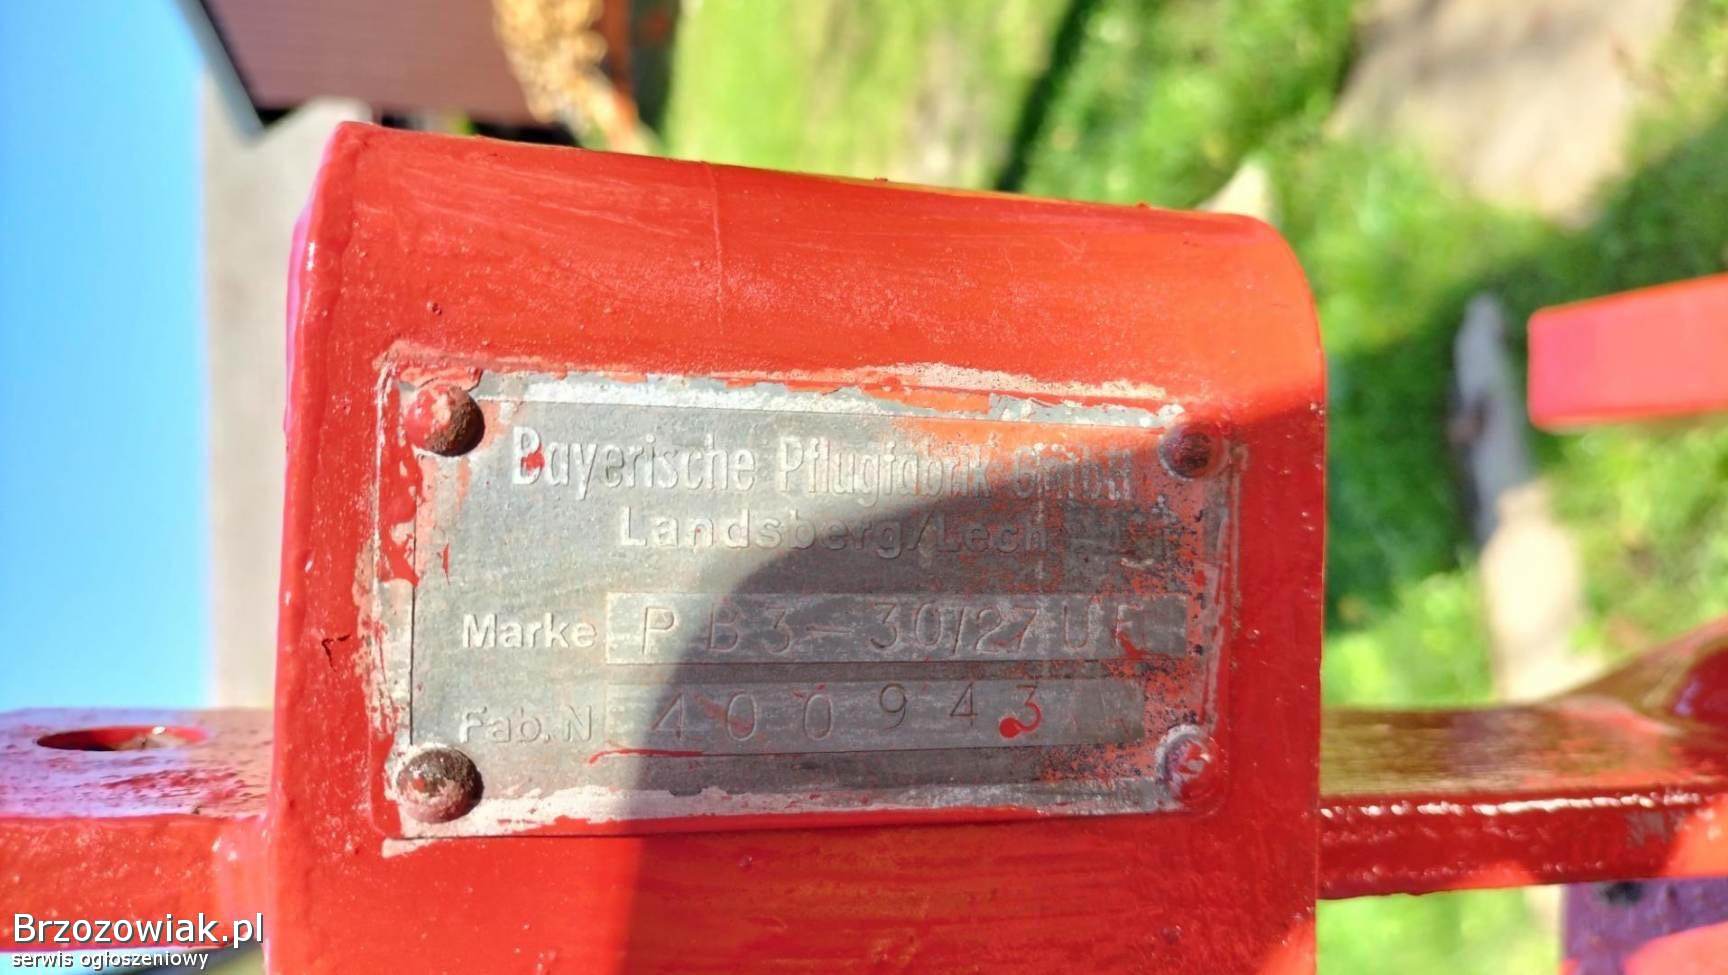 Bayerische Pflugfabrik GmbH
Landsberg/Lech
Marke PB3-30/27UF
Fab.N 400943
Brzozowiak.pl
serwis ogłoszeniowy